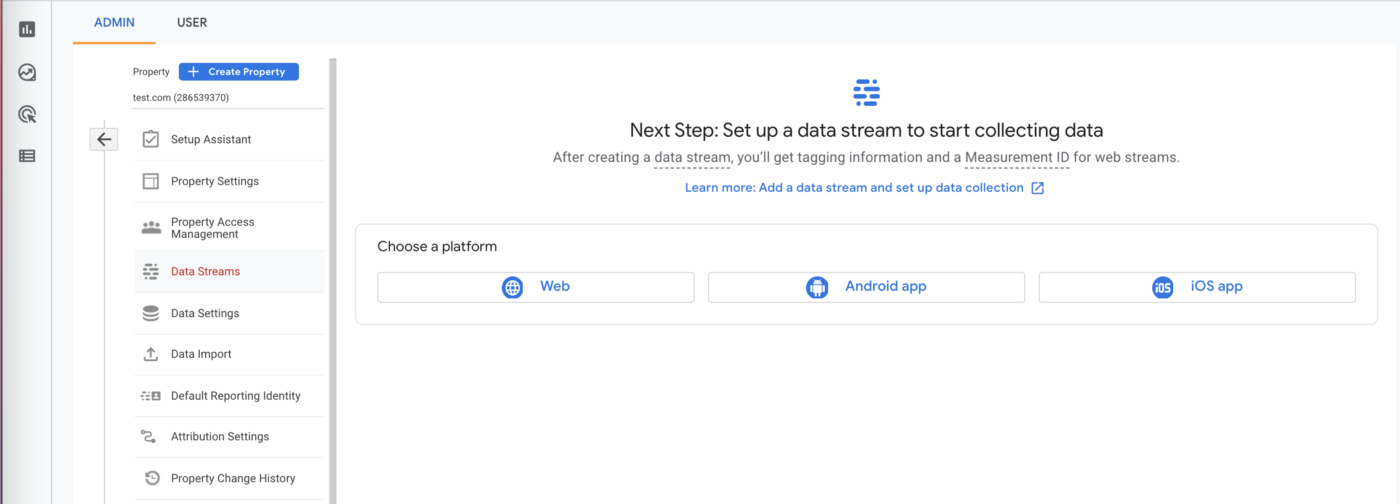 ADMIN
USER
Property
Create Property
test.com (286539370)
Setup Assistant
Property Settings
Property Access
Management
Data Streams
Data Settings
Data Import
Default Reporting Identity
Attribution Settings
Property Change History
Next Step: Set up a data stream to start collecting data
After creating a data stream, you'll get tagging information and a Measurement ID for web streams.
Learn more: Add a data stream and set up data collection
Choose a platform
Web
Android app
iOS
iOS app